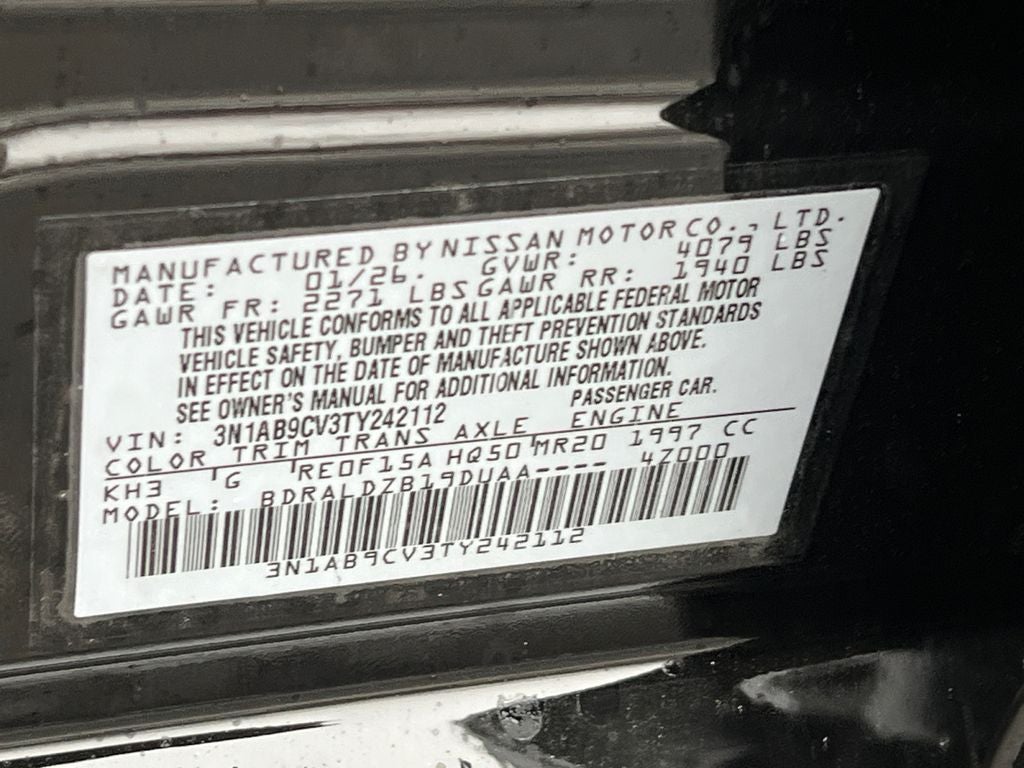 MANUFACTURED BY NISSAN MOTOR CO., LTD.
DATE: 01/26. GVWR: 4079 LBS
GAWR FR: 2271 LBS GAWR RR: 1940 LBS
THIS VEHICLE CONFORMS TO ALL APPLICABLE FEDERAL MOTOR
VEHICLE SAFETY, BUMPER AND THEFT PREVENTION STANDARDS
IN EFFECT ON THE DATE OF MANUFACTURE SHOWN ABOVE.
SEE OWNER'S MANUAL FOR ADDITIONAL INFORMATION.
VIN: 3N1AB9CV3TY242112 PASSENGER CAR.
COLOR TRIM TRANS AXLE ENGINE
KH3 G RE0F15A HQ50 MR20 1997 CC
MODEL: BDRALDZB19DUAA---- 4Z000
3N1AB9CV3TY242112